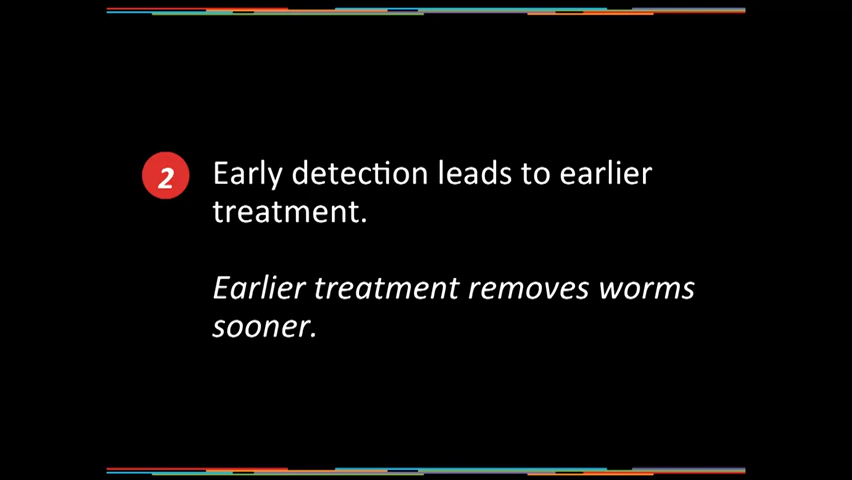 2 Early detection leads to earlier
treatment.
Earlier treatment removes worms
sooner.